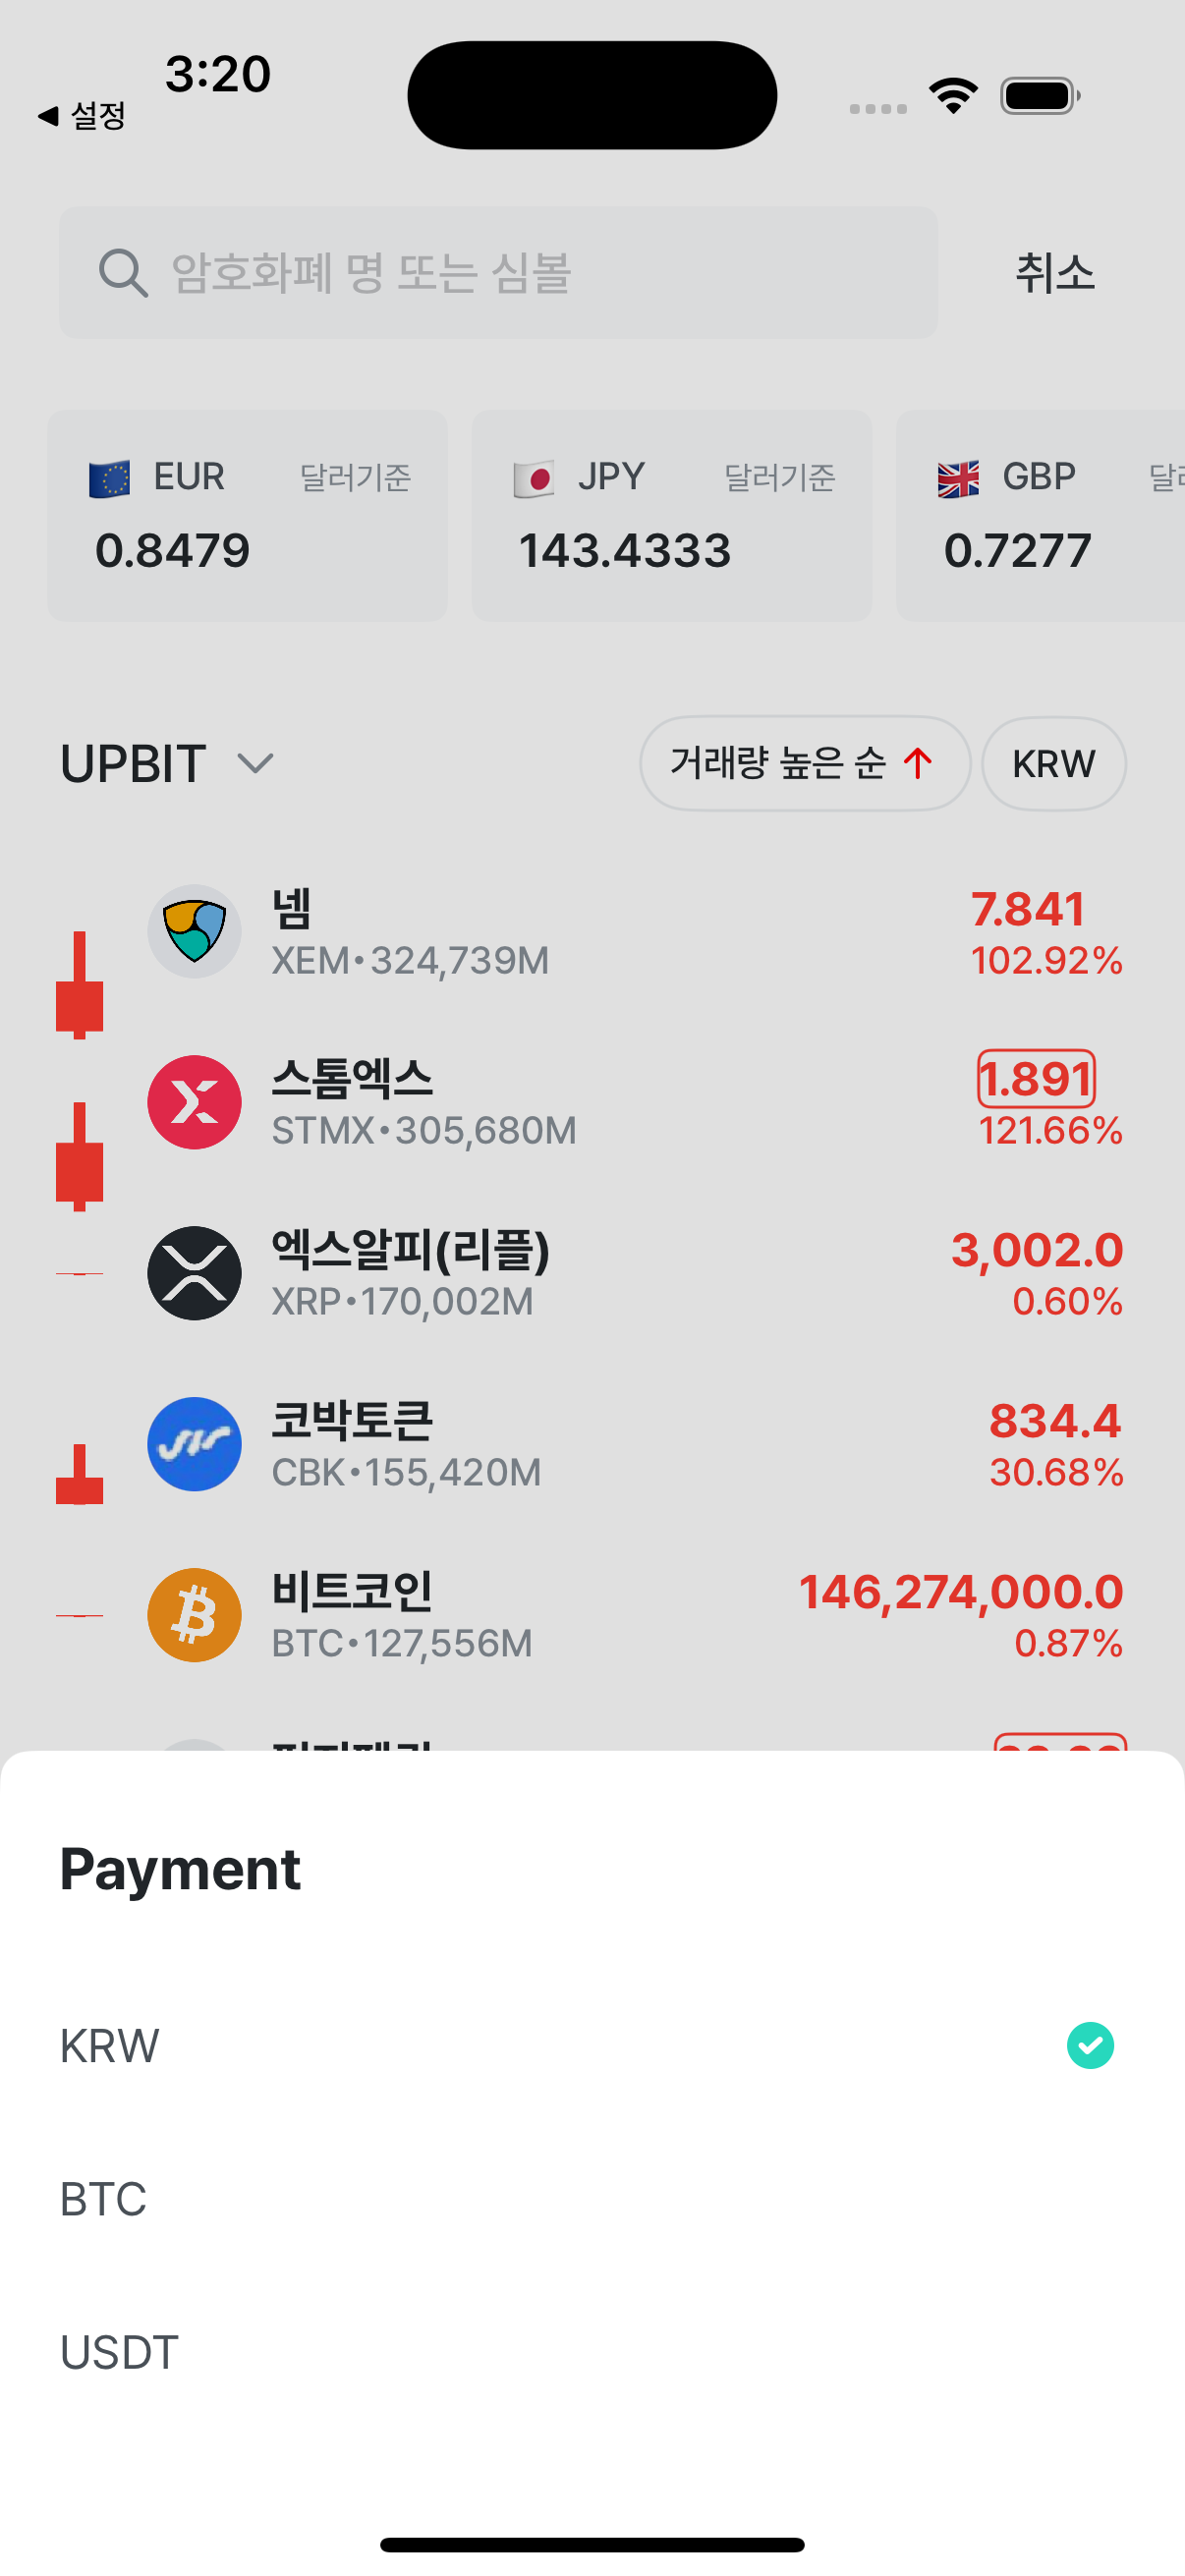 3:20
◀ 설정
암호화폐 명 또는 심볼
취소
EUR 달러기준
0.8479
JPY 달러기준
143.4333
GBP 달러
0.7277
UPBIT
거래량 높은 순 ↑
KRW
넴
7.841
XEM•324,739M
102.92%
스톰엑스
1.891
STMX•305,680M
121.66%
엑스알피(리플)
3,002.0
XRP•170,002M
0.60%
코박토큰
834.4
CBK•155,420M
30.68%
비트코인
146,274,000.0
BTC•127,556M
0.87%
Payment
KRW
BTC
USDT